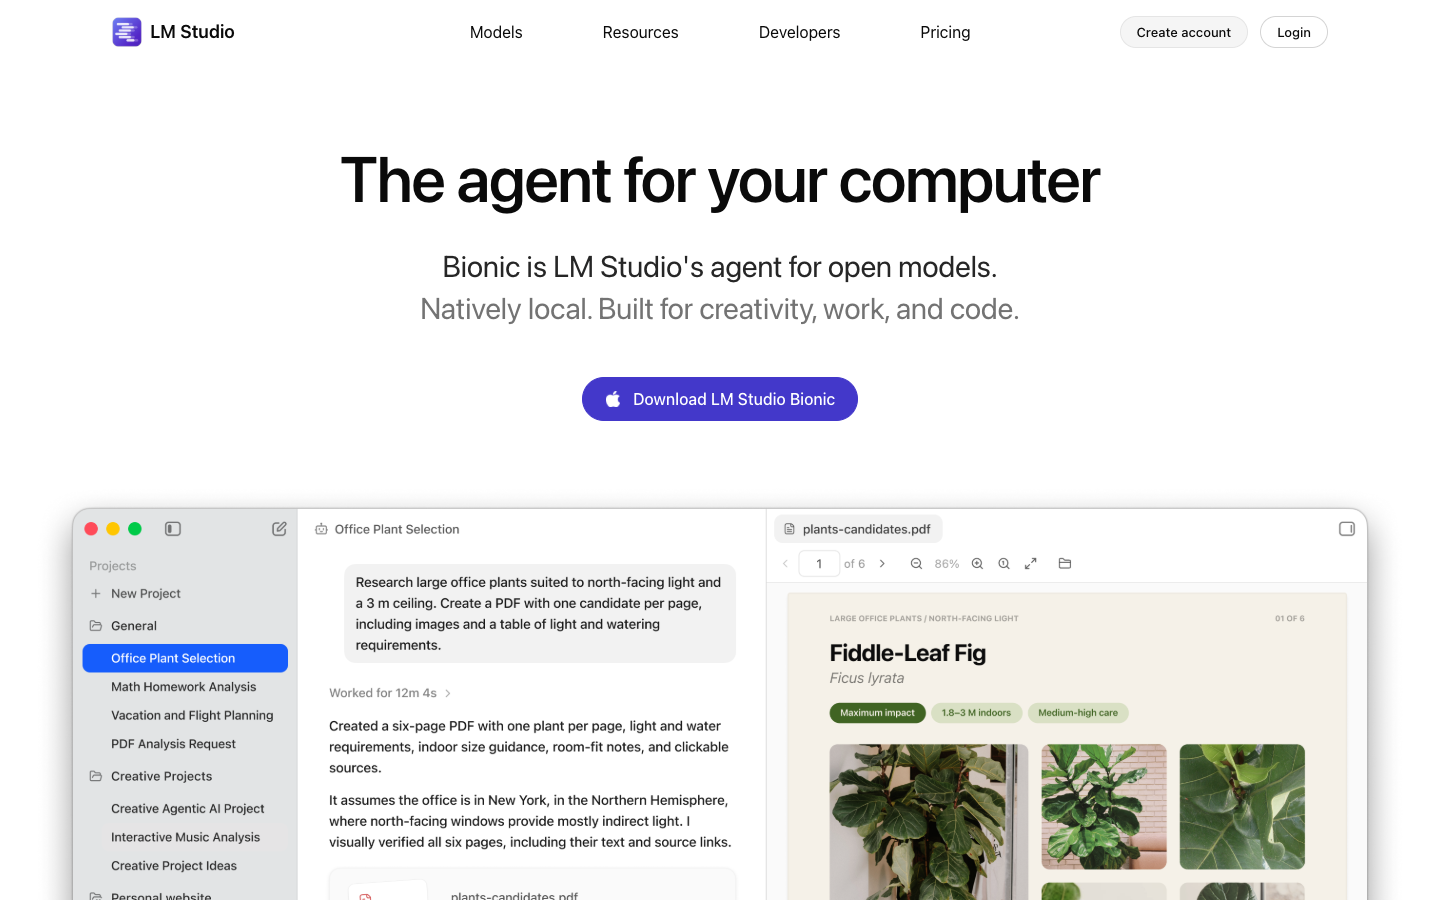 LM Studio
Models
Resources
Developers
Pricing
Create account
Login
The agent for your computer
Bionic is LM Studio's agent for open models.
Natively local. Built for creativity, work, and code.
Download LM Studio Bionic
Projects
New Project
General
Office Plant Selection
Math Homework Analysis
Vacation and Flight Planning
PDF Analysis Request
Creative Projects
Creative Agentic AI Project
Interactive Music Analysis
Creative Project Ideas
Personal website
Office Plant Selection
Research large office plants suited to north-facing light and
a 3 m ceiling. Create a PDF with one candidate per page,
including images and a table of light and watering
requirements.
Worked for 12m 4s
Created a six-page PDF with one plant per page, light and water
requirements, indoor size guidance, room-fit notes, and clickable
sources.
It assumes the office is in New York, in the Northern Hemisphere,
where north-facing windows provide mostly indirect light. I
visually verified all six pages, including their text and source links.
plants-candidates.pdf
plants-candidates.pdf
1 of 6
86%
LARGE OFFICE PLANTS / NORTH-FACING LIGHT
01 OF 6
Fiddle-Leaf Fig
Ficus lyrata
Maximum impact
1.8–3 M indoors
Medium-high care